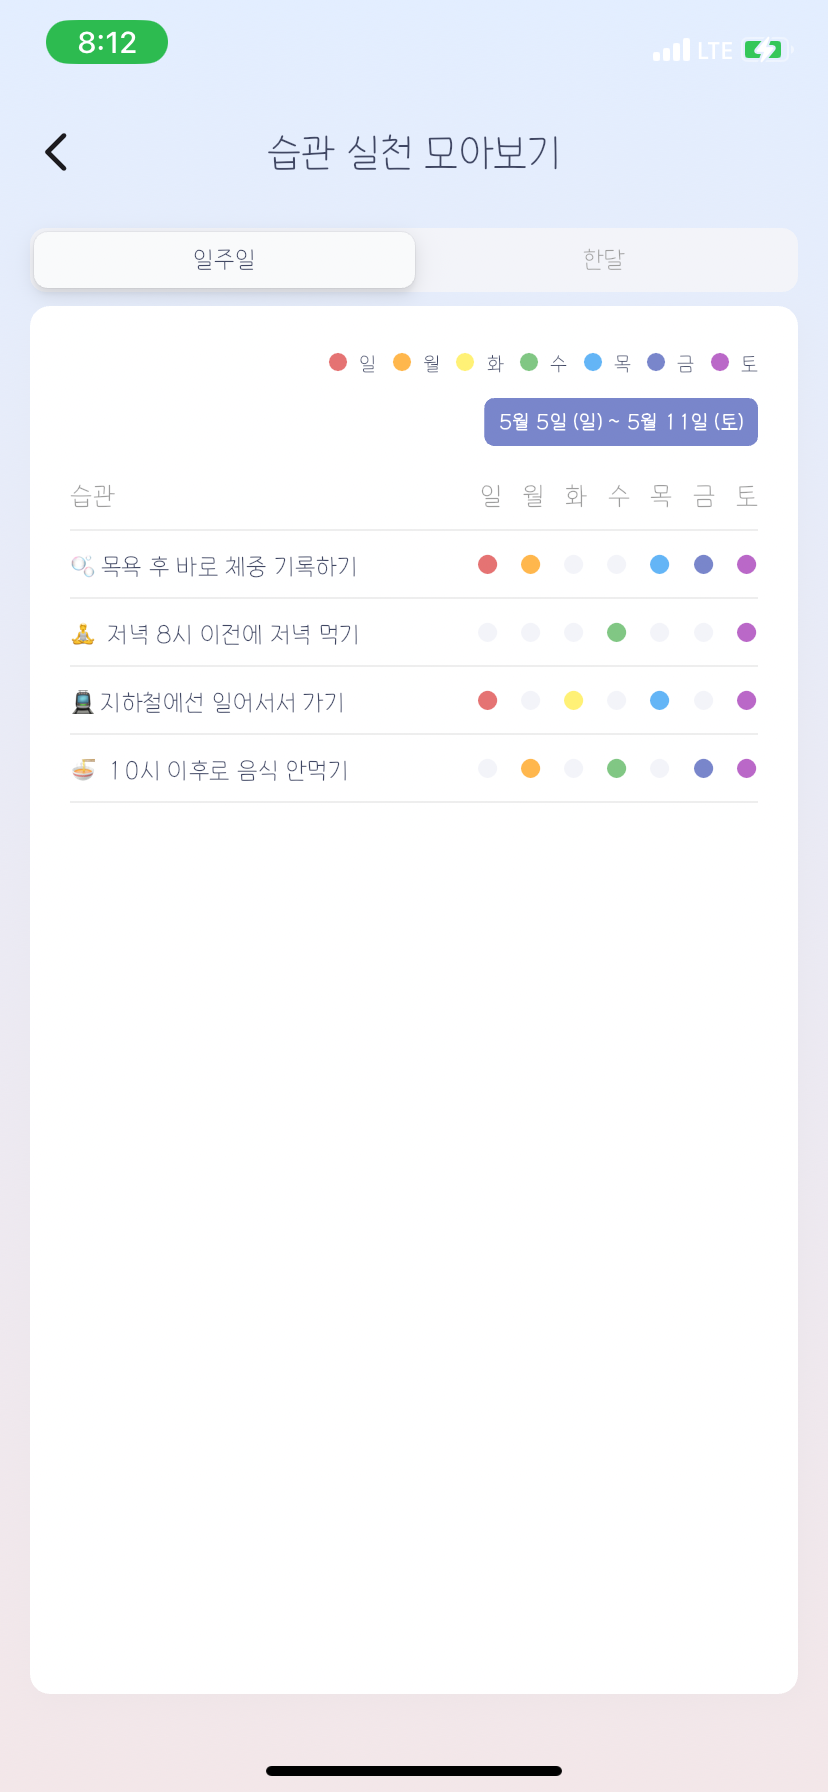 8:12 LTE
습관 실천 모아보기
일주일 한달
일 월 화 수 목 금 토
5월 5일 (일) ~ 5월 11일 (토)
습관 일 월 화 수 목 금 토
목욕 후 바로 체중 기록하기
저녁 8시 이전에 저녁 먹기
지하철에선 일어서서 가기
10시 이후로 음식 안먹기